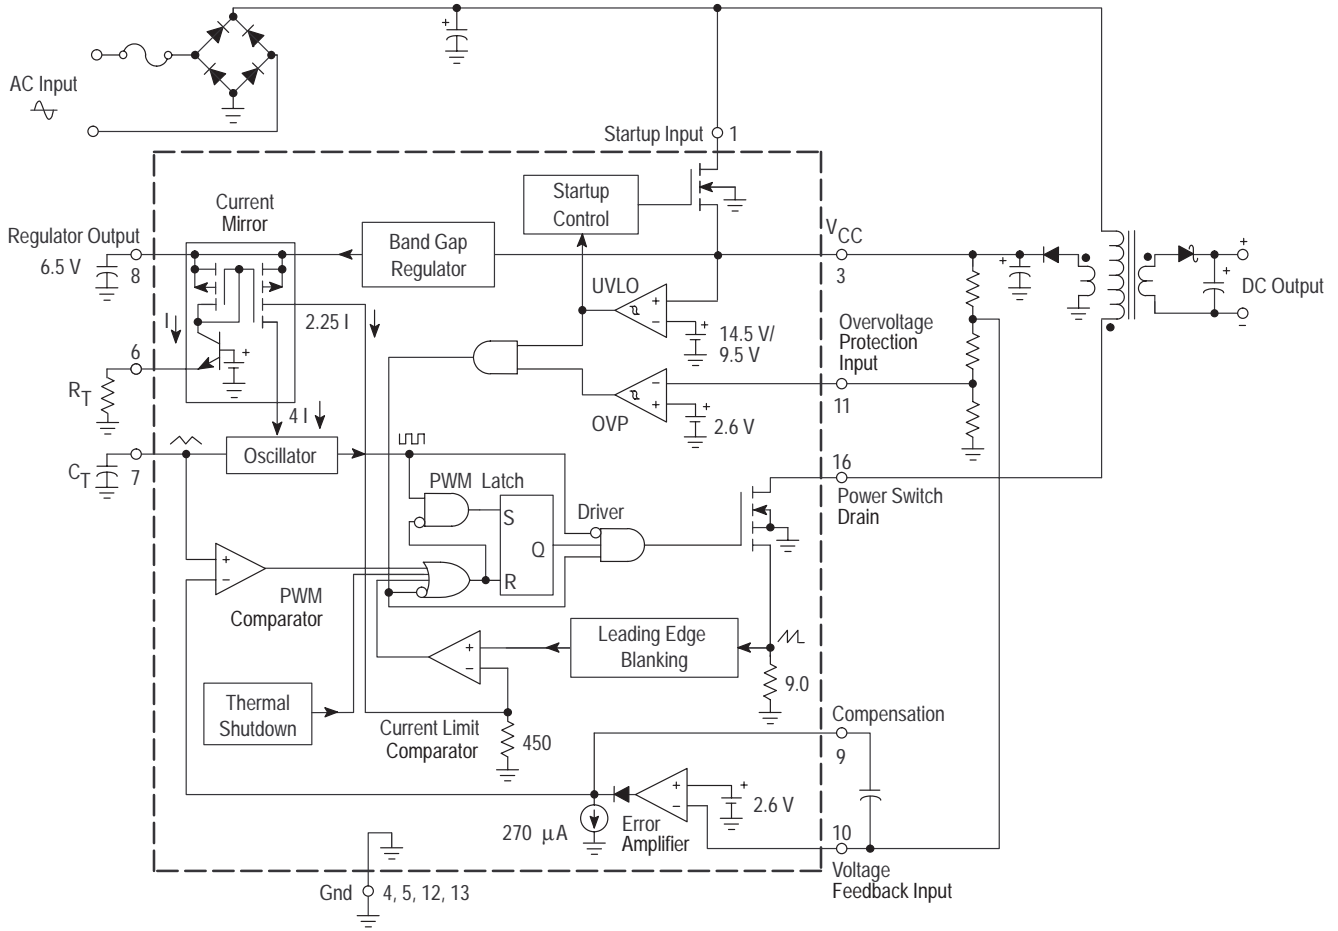 AC Input
Startup Input
1
Current
Mirror
Startup
Control
Regulator Output
6.5 V
8
Band Gap
Regulator
VCC
3
+
DC Output
–
UVLO
+
–
+
14.5 V/
9.5 V
I
2.25 I
6
RT
+
Overvoltage
Protection
Input
11
4 I
–
+
OVP
+
2.6 V
Oscillator
CT
7
PWM Latch
16
Power Switch
Drain
S
Q
R
Driver
+
–
PWM
Comparator
Leading Edge
Blanking
+
–
9.0
Thermal
Shutdown
Current Limit
Comparator
450
Compensation
9
+
–
+
2.6 V
270 µA
Error
Amplifier
10
Voltage
Feedback Input
Gnd
4, 5, 12, 13
+
+
+